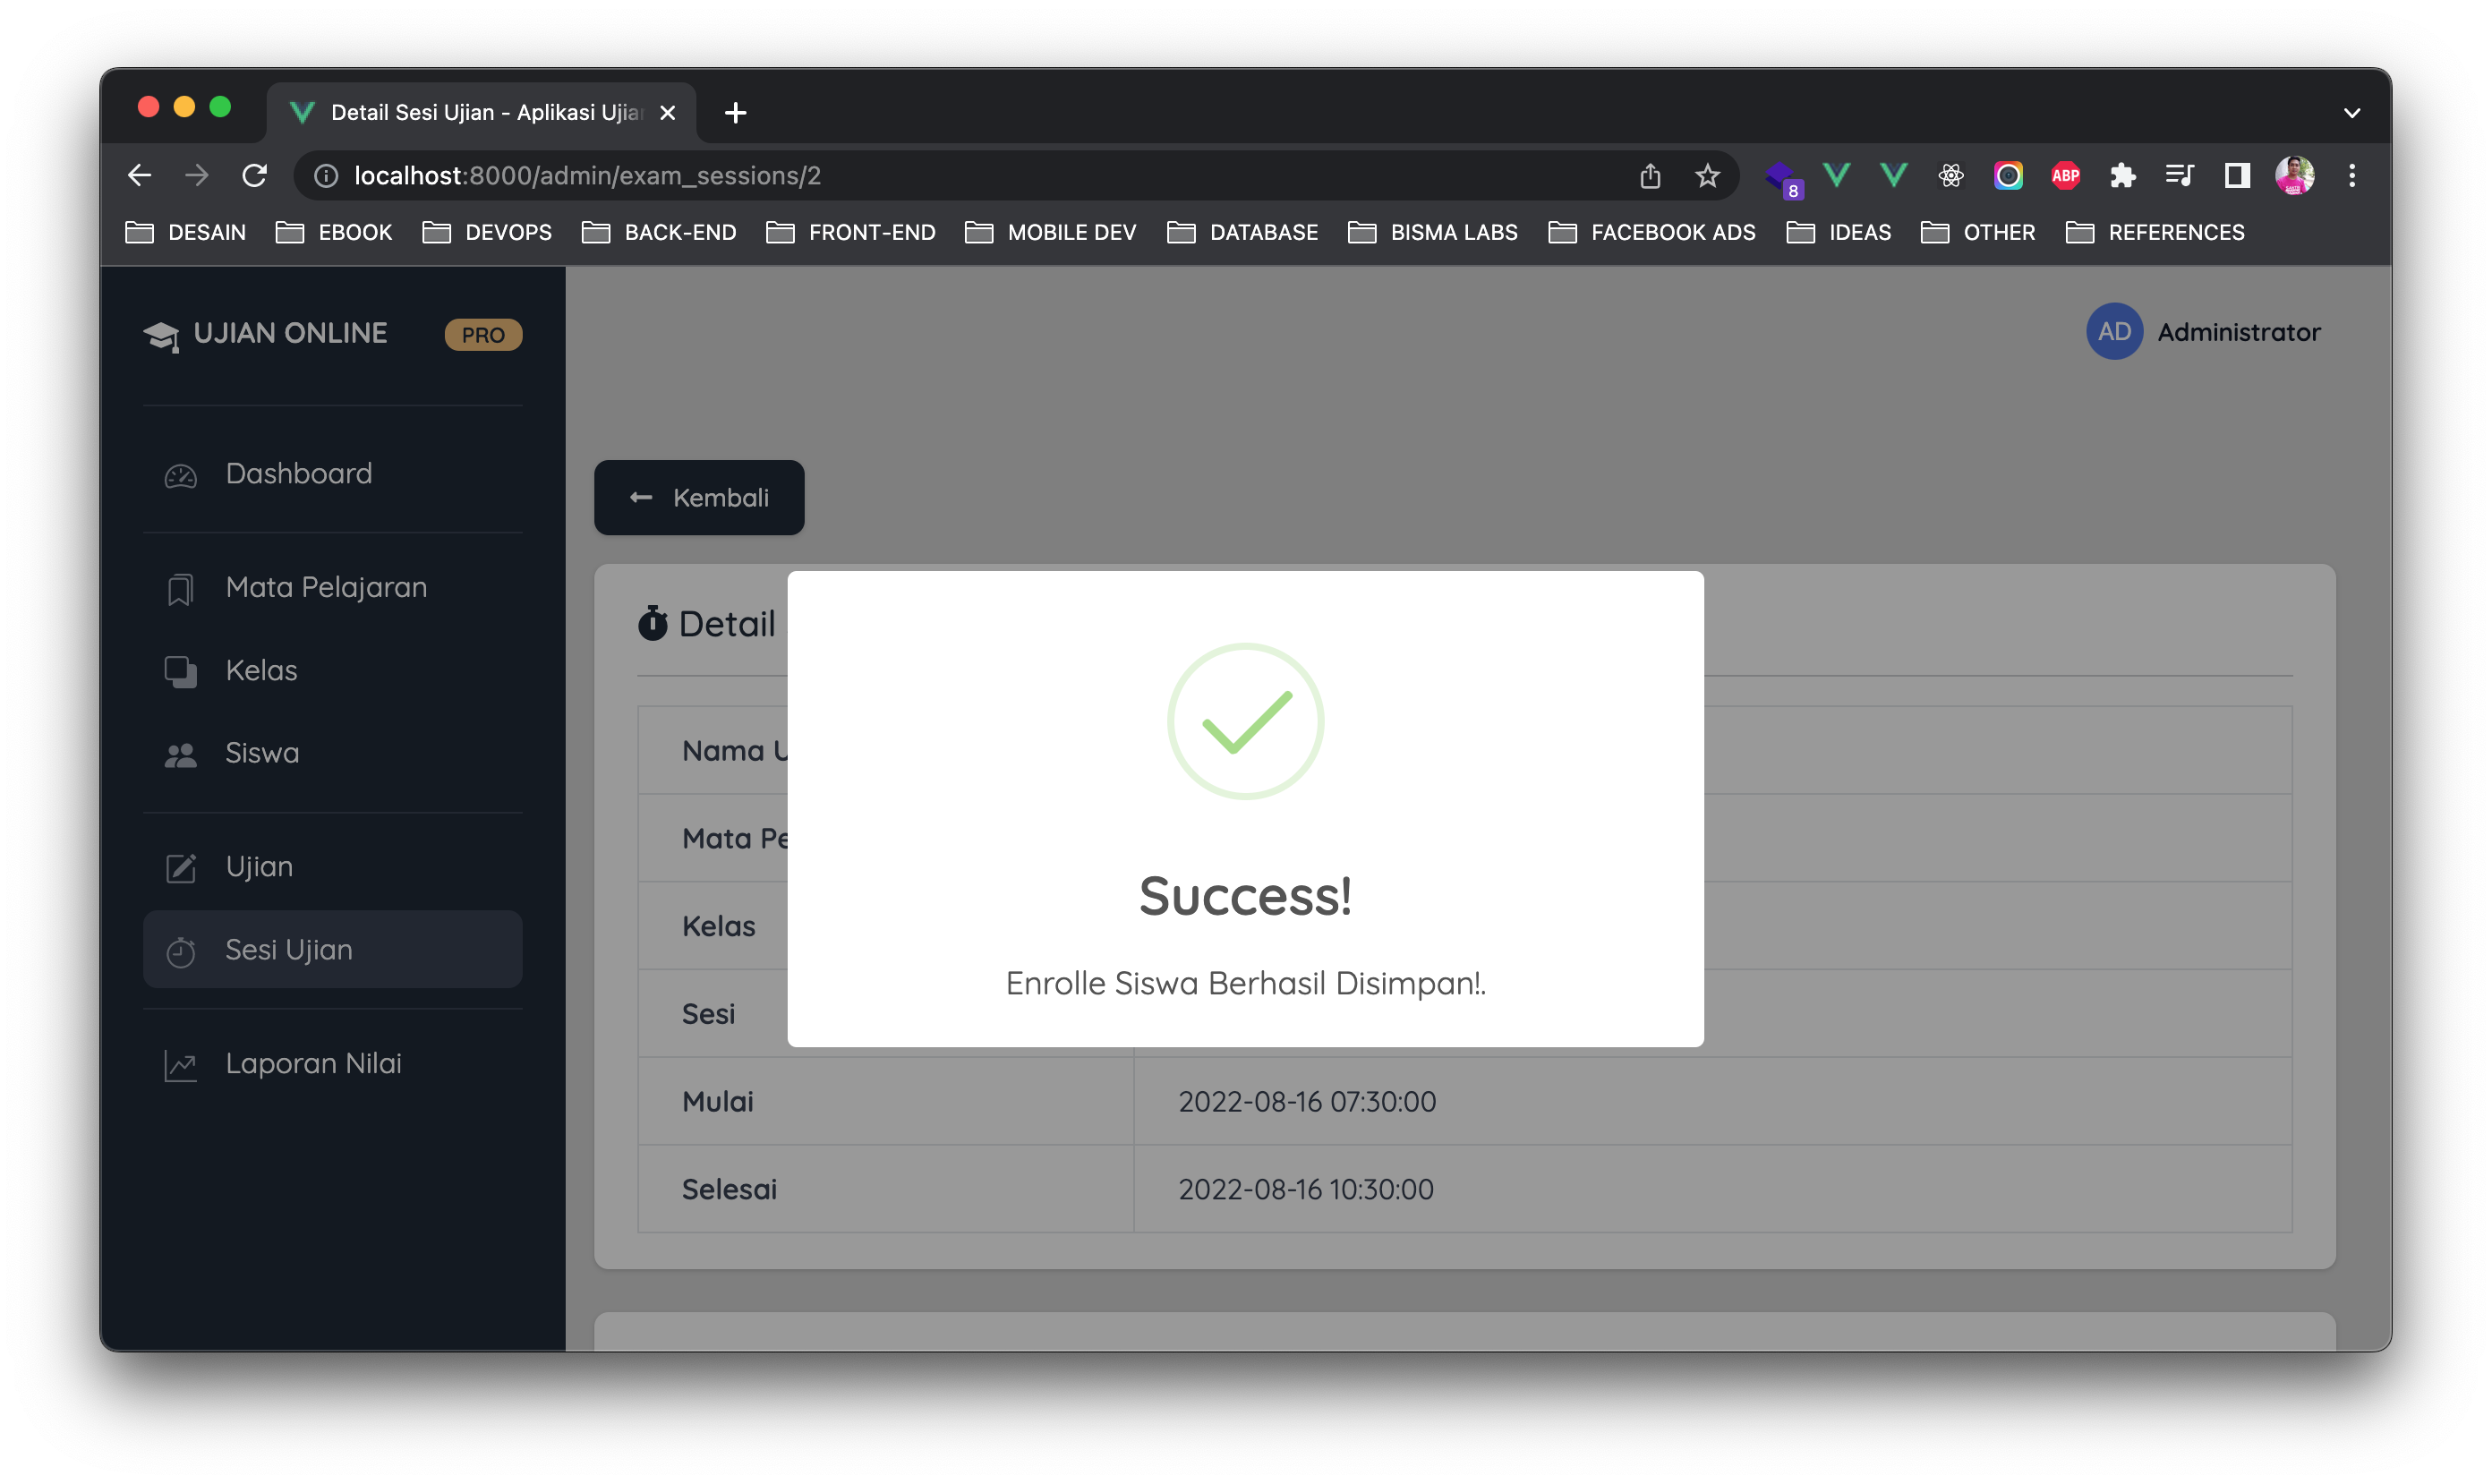 Detail Sesi Ujian - Aplikasi Ujian
localhost:8000/admin/exam_sessions/2
8
ABP
DESAIN EBOOK DEVOPS BACK-END FRONT-END MOBILE DEV DATABASE BISMA LABS FACEBOOK ADS IDEAS OTHER REFERENCES
UJIAN ONLINE PRO
AD Administrator
Dashboard
Mata Pelajaran
Kelas
Siswa
Ujian
Sesi Ujian
Laporan Nilai
Kembali
Detail
Nama U
Mata Pe
Kelas
Sesi
Mulai 2022-08-16 07:30:00
Selesai 2022-08-16 10:30:00
Success!
Enrolle Siswa Berhasil Disimpan!.